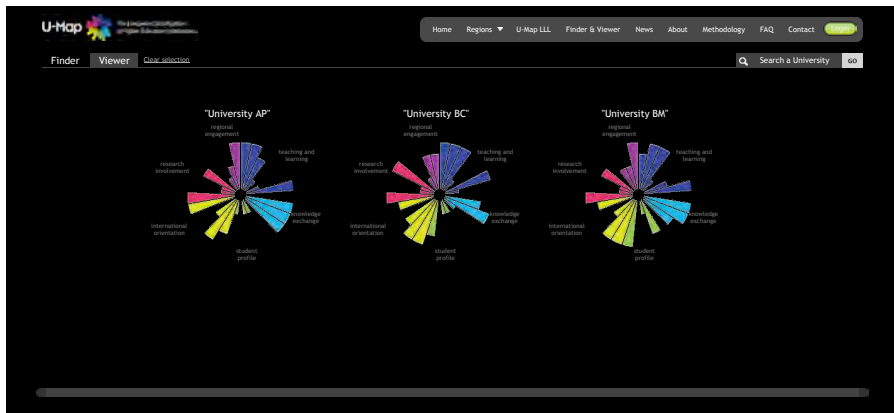 U-Map
Home Regions U-Map LLL Finder & Viewer News About Methodology FAQ Contact Login
Finder Viewer Clear selection
Search a University GO
"University AP" "University BC" "University BM"
regional
engagement
teaching and
learning
research
involvement
knowledge
exchange
international
orientation
student
profile
regional
engagement
teaching and
learning
research
involvement
knowledge
exchange
international
orientation
student
profile
regional
engagement
teaching and
learning
research
involvement
knowledge
exchange
international
orientation
student
profile